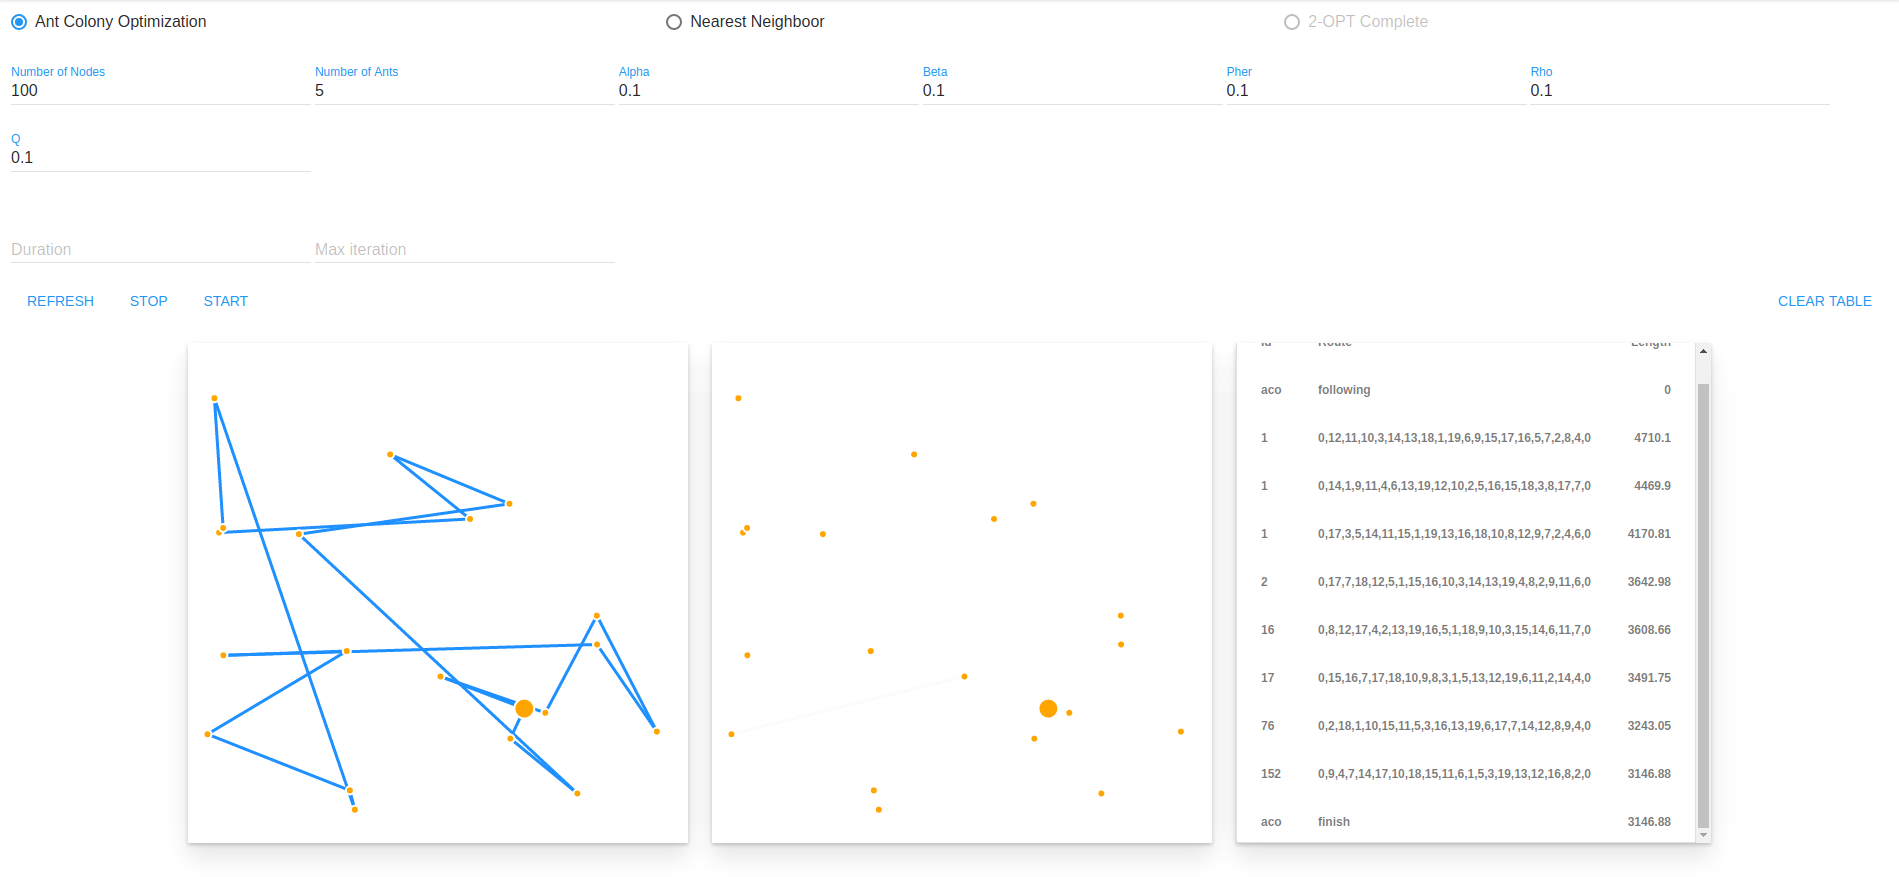 Ant Colony Optimization Nearest Neighboor 2-OPT Complete
Number of Nodes Number of Ants Alpha Beta Pher Rho
100 5 0.1 0.1 0.1 0.1
Q
0.1
Duration Max iteration
REFRESH STOP START CLEAR TABLE
Id Route Length
aco following 0
1 0,12,11,10,3,14,13,18,1,19,6,9,15,17,16,5,7,2,8,4,0 4710.1
1 0,14,1,9,11,4,6,13,19,12,10,2,5,16,15,18,3,8,17,7,0 4469.9
1 0,17,3,5,14,11,15,1,19,13,16,18,10,8,12,9,7,2,4,6,0 4170.81
2 0,17,7,18,12,5,1,15,16,10,3,14,13,19,4,8,2,9,11,6,0 3642.98
16 0,8,12,17,4,2,13,19,16,5,1,18,9,10,3,15,14,6,11,7,0 3608.66
17 0,15,16,7,17,18,10,9,8,3,1,5,13,12,19,6,11,2,14,4,0 3491.75
76 0,2,18,1,10,15,11,5,3,16,13,19,6,17,7,14,12,8,9,4,0 3243.05
152 0,9,4,7,14,17,10,18,15,11,6,1,5,3,19,13,12,16,8,2,0 3146.88
aco finish 3146.88